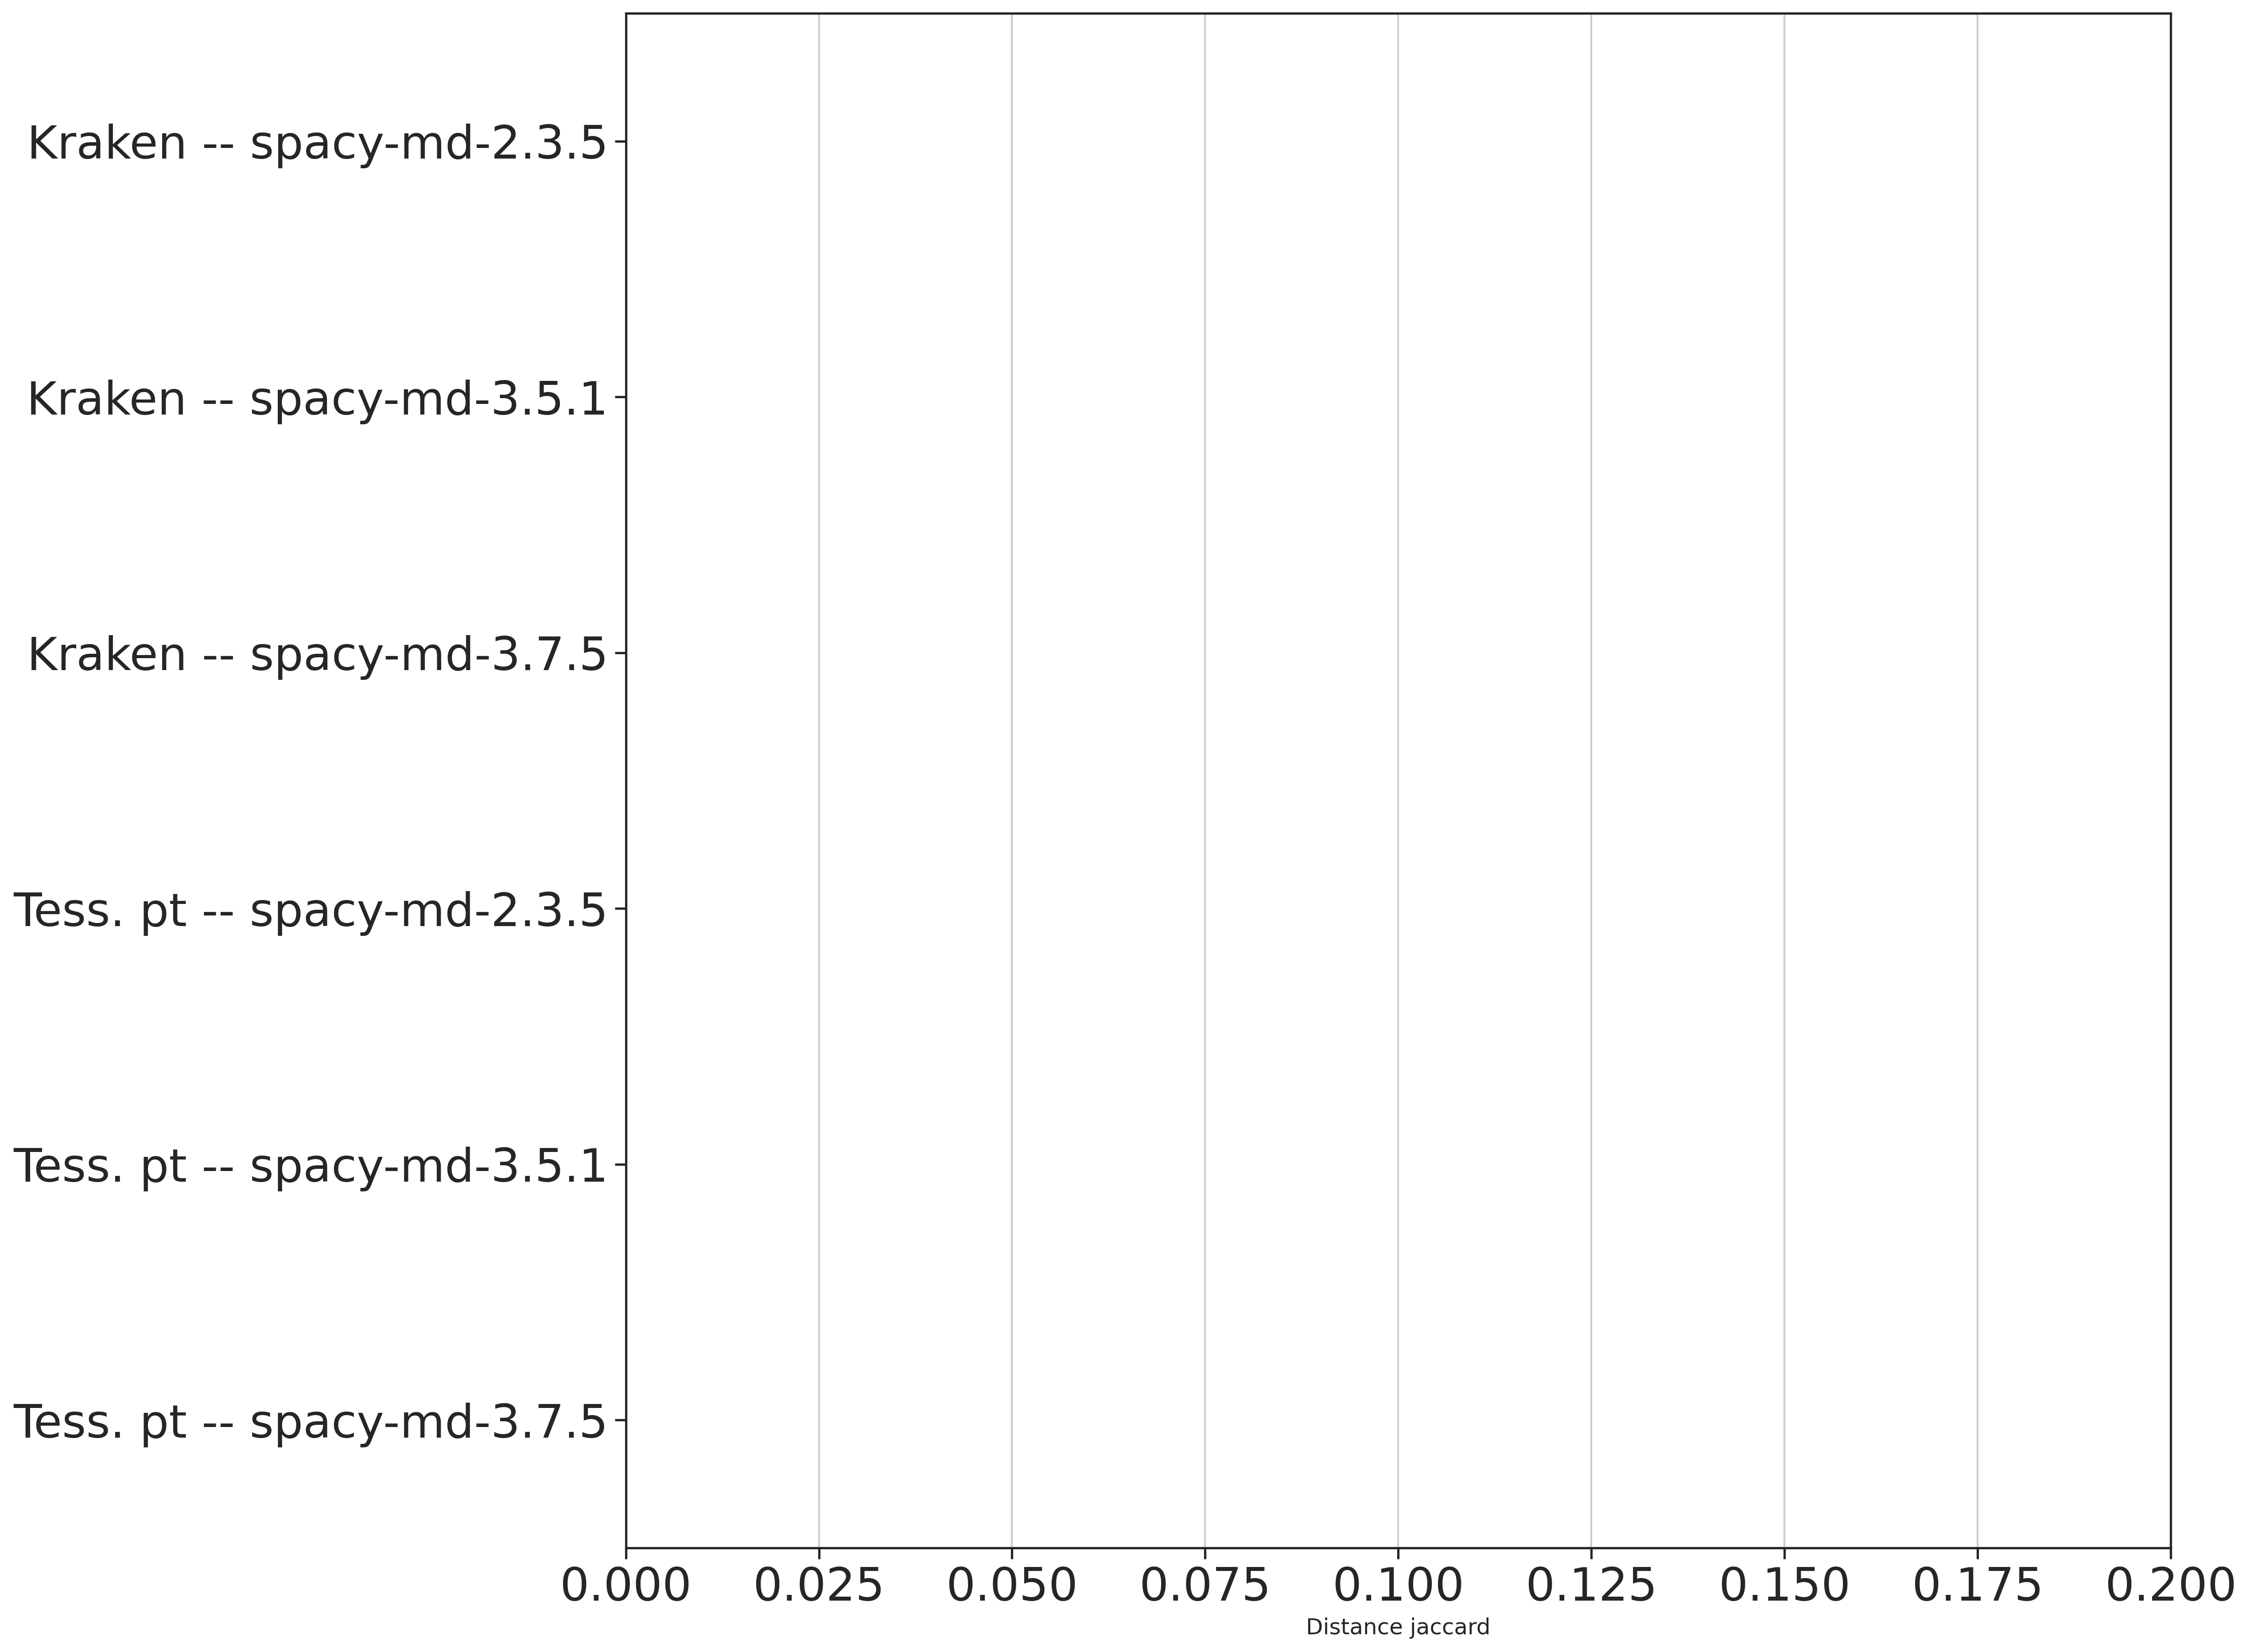 Kraken -- spacy-md-2.3.5
Kraken -- spacy-md-3.5.1
Kraken -- spacy-md-3.7.5
Tess. pt -- spacy-md-2.3.5
Tess. pt -- spacy-md-3.5.1
Tess. pt -- spacy-md-3.7.5
0.000 0.025 0.050 0.075 0.100 0.125 0.150 0.175 0.200
Distance jaccard